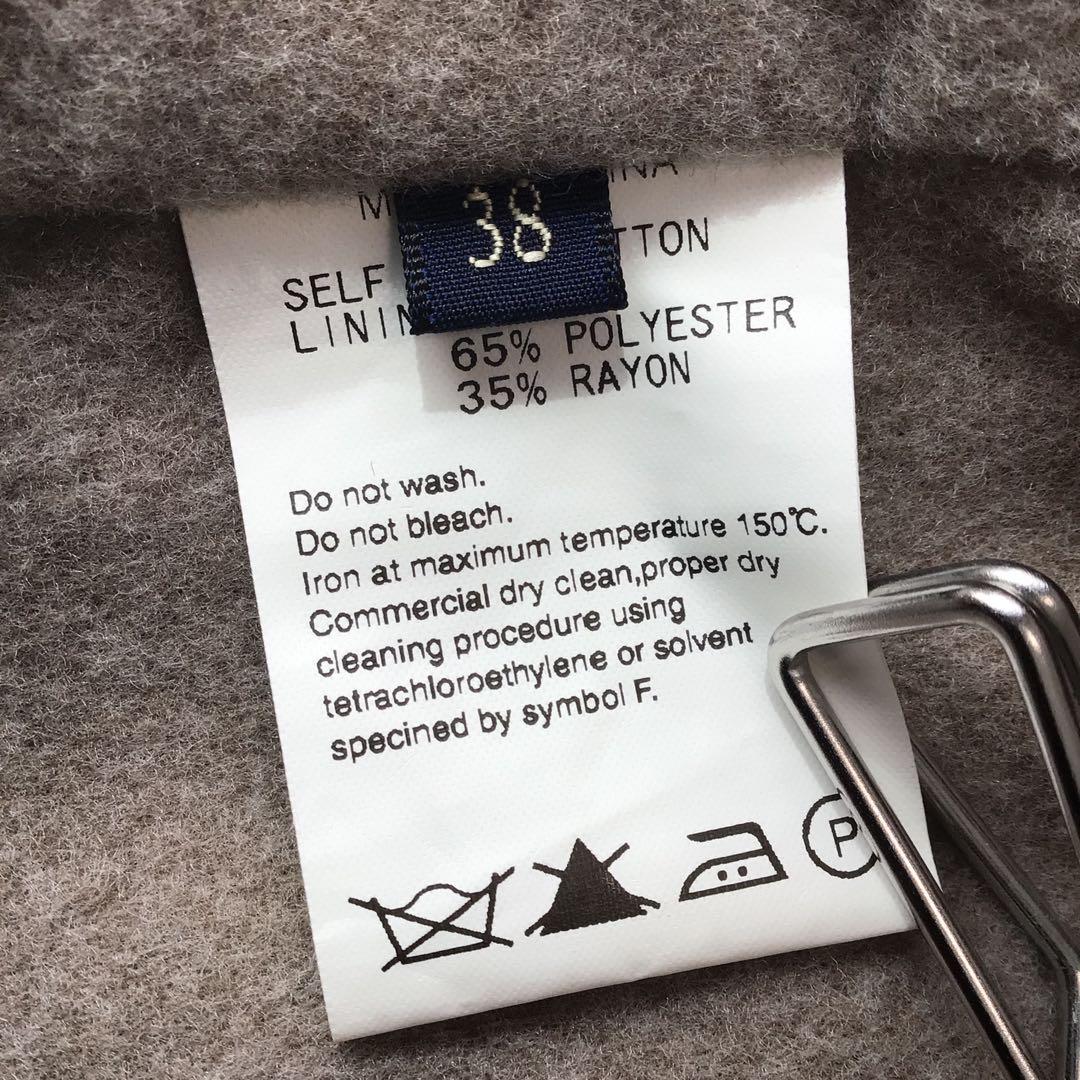 38
SELF
TTON
LININ
65% POLYESTER
35% RAYON
Do not wash.
Do not bleach.
Iron at maximum temperature 150℃.
Commercial dry clean,proper dry
cleaning procedure using
tetrachloroethylene or solvent
specined by symbol F.
P